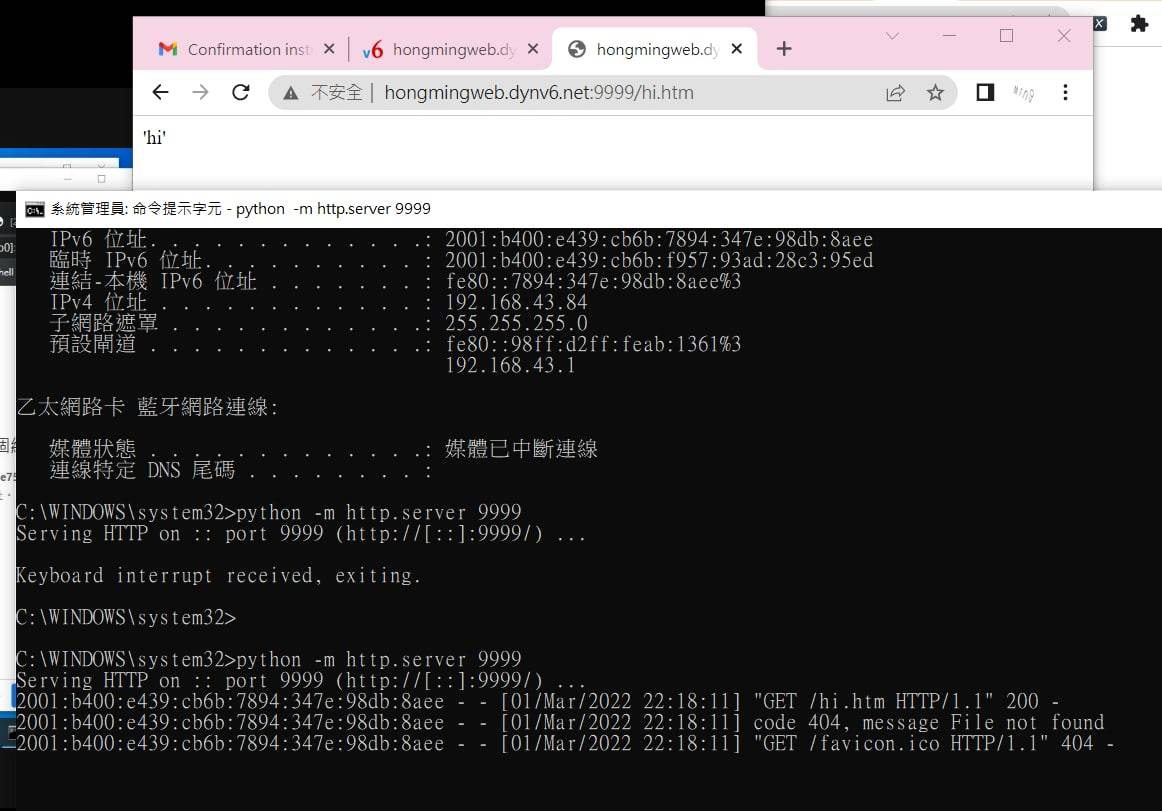 Confirmation inst
v6 hongmingweb.dy
hongmingweb.dy
不安全 | hongmingweb.dynv6.net:9999/hi.htm
'hi'
系統管理員: 命令提示字元 - python  -m http.server 9999
IPv6 位址. . . . . . . . . . . . .: 2001:b400:e439:cb6b:7894:347e:98db:8aee
臨時 IPv6 位址. . . . . . . . . . : 2001:b400:e439:cb6b:f957:93ad:28c3:95ed
連結-本機 IPv6 位址 . . . . . . . : fe80::7894:347e:98db:8aee%3
IPv4 位址 . . . . . . . . . . . . : 192.168.43.84
子網路遮罩 . . . . . . . . . . . .: 255.255.255.0
預設閘道 . . . . . . . . . . . . .: fe80::98ff:d2ff:feab:1361%3
192.168.43.1
乙太網路卡 藍牙網路連線:
媒體狀態 . . . . . . . . . . . . .: 媒體已中斷連線
連線特定 DNS 尾碼 . . . . . . . . :
C:\WINDOWS\system32>python -m http.server 9999
Serving HTTP on :: port 9999 (http://[::]:9999/) ...
Keyboard interrupt received, exiting.
C:\WINDOWS\system32>
C:\WINDOWS\system32>python -m http.server 9999
Serving HTTP on :: port 9999 (http://[::]:9999/) ...
2001:b400:e439:cb6b:7894:347e:98db:8aee - - [01/Mar/2022 22:18:11] "GET /hi.htm HTTP/1.1" 200 -
2001:b400:e439:cb6b:7894:347e:98db:8aee - - [01/Mar/2022 22:18:11] code 404, message File not found
2001:b400:e439:cb6b:7894:347e:98db:8aee - - [01/Mar/2022 22:18:11] "GET /favicon.ico HTTP/1.1" 404 -